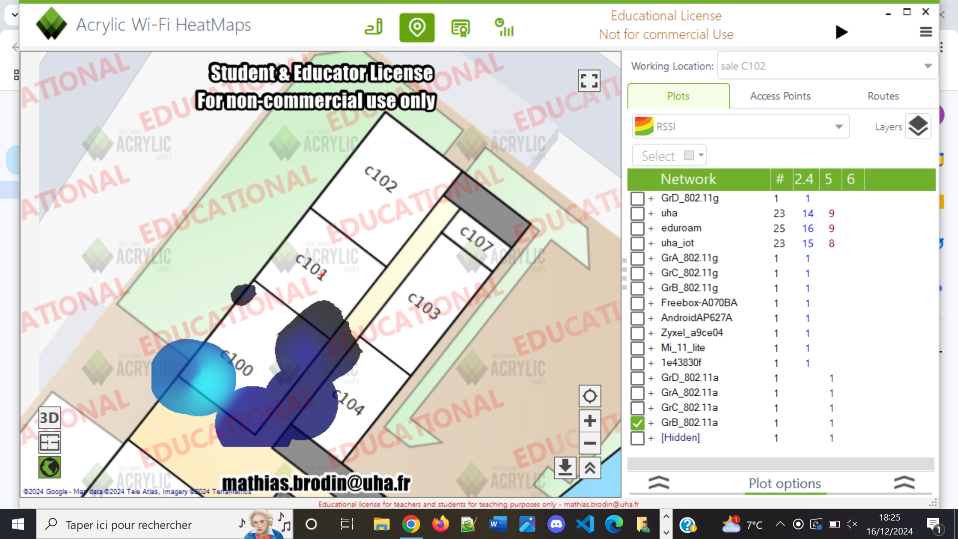 Acrylic Wi-Fi HeatMaps
Educational License
Not for commercial Use
Student & Educator License
For non-commercial use only
EDUCATIONAL
ACRYLIC
c102
c107
c101
c103
c100
c104
3D
mathias.brodin@uha.fr
©2024 Google - Map data ©2024 Tele Atlas, Imagery ©2024 Terrametrics
Educational license for teachers and students for teaching purposes only - mathias.brodin@uha.fr
Working Location: sale C102
Plots Access Points Routes
RSSI Layers
Select
Network # 2.4 5 6
+ GrD_802.11g 1 1
+ uha 23 14 9
+ eduroam 25 16 9
+ uha_iot 23 15 8
+ GrA_802.11g 1 1
+ GrC_802.11g 1 1
+ GrB_802.11g 1 1
+ Freebox-A070BA 1 1
+ AndroidAP627A 1 1
+ Zyxel_a9ce04 1 1
+ Mi_11_lite 1 1
+ 1e43830f 1 1
+ GrD_802.11a 1 1
+ GrA_802.11a 1 1
+ GrC_802.11a 1 1
+ GrB_802.11a 1 1
+ [Hidden] 1 1
Plot options
Taper ici pour rechercher
7°C
18:25
16/12/2024